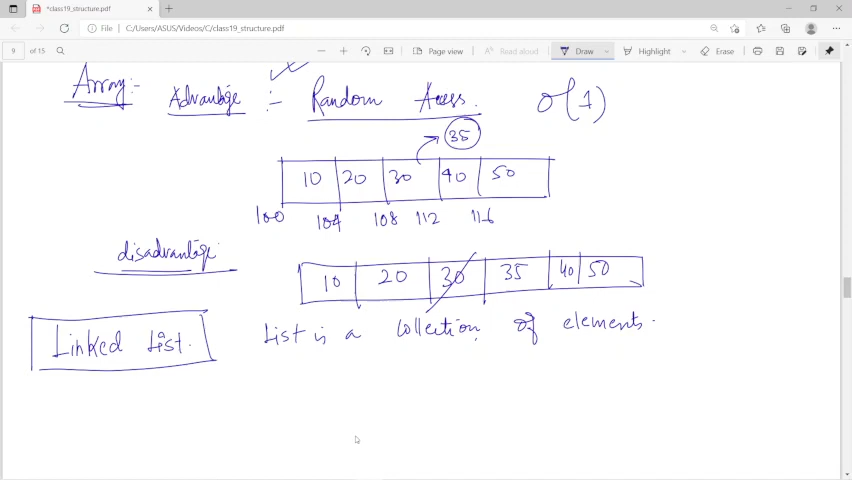 *class19_structure.pdf
File
C:/Users/ASUS/Videos/C/class19_structure.pdf
9 of 15
Page view
Read aloud
Draw
Highlight
Erase
Array:-
Advantage :- Random Access. O(1)
35
10 20 30 40 50
100 104 108 112 116
disadvantage
10 20 30 35 40 50
Linked List.
List is a collection of elements.